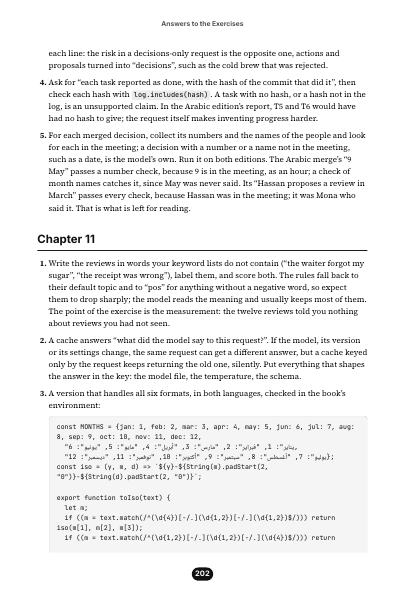 Answers to the Exercises
each line: the risk in a decisions-only request is the opposite one, actions and
proposals turned into “decisions”, such as the cold brew that was rejected.
4. Ask for “each task reported as done, with the hash of the commit that did it”, then
check each hash with log.includes(hash). A task with no hash, or a hash not in the
log, is an unsupported claim. In the Arabic edition's report, T5 and T6 would have
had no hash to give; the request itself makes inventing progress harder.
5. For each merged decision, collect its numbers and the names of the people and look
for each in the meeting; a decision with a number or a name not in the meeting,
such as a date, is the model's own. Run it on both editions. The Arabic merge's “9
May” passes a number check, because 9 is in the meeting, as an hour; a check of
month names catches it, since May was never said. Its “Hassan proposes a review in
March” passes every check, because Hassan was in the meeting; it was Mona who
said it. That is what is left for reading.
Chapter 11
1. Write the reviews in words your keyword lists do not contain (“the waiter forgot my
sugar”, “the receipt was wrong”), label them, and score both. The rules fall back to
their default topic and to “pos” for anything without a negative word, so expect
them to drop sharply; the model reads the meaning and usually keeps most of them.
The point of the exercise is the measurement: the twelve reviews told you nothing
about reviews you had not seen.
2. A cache answers “what did the model say to this request?”. If the model, its version
or its settings change, the same request can get a different answer, but a cache keyed
only by the request keeps returning the old one, silently. Put everything that shapes
the answer in the key: the model file, the temperature, the schema.
3. A version that handles all six formats, in both languages, checked in the book's
environment:
const MONTHS = {jan: 1, feb: 2, mar: 3, apr: 4, may: 5, jun: 6, jul: 7, aug:
8, sep: 9, oct: 10, nov: 11, dec: 12,
"يناير": 1, "فبراير": 2, "مارس": 3, "أبريل": 4, "مايو": 5, "يونيو": 6,
"يوليو": 7, "أغسطس": 8, "سبتمبر": 9, "أكتوبر": 10, "نوفمبر": 11, "ديسمبر": 12};
const iso = (y, m, d) => `${y}-${String(m).padStart(2,
"0")}-${String(d).padStart(2, "0")}`;
export function toIso(text) {
let m;
if ((m = text.match(/^(\d{4})[-/.](\d{1,2})[-/.](\d{1,2})$/))) return
iso(m[1], m[2], m[3]);
if ((m = text.match(/^(\d{1,2})[-/.](\d{1,2})[-/.](\d{4})$/))) return
202